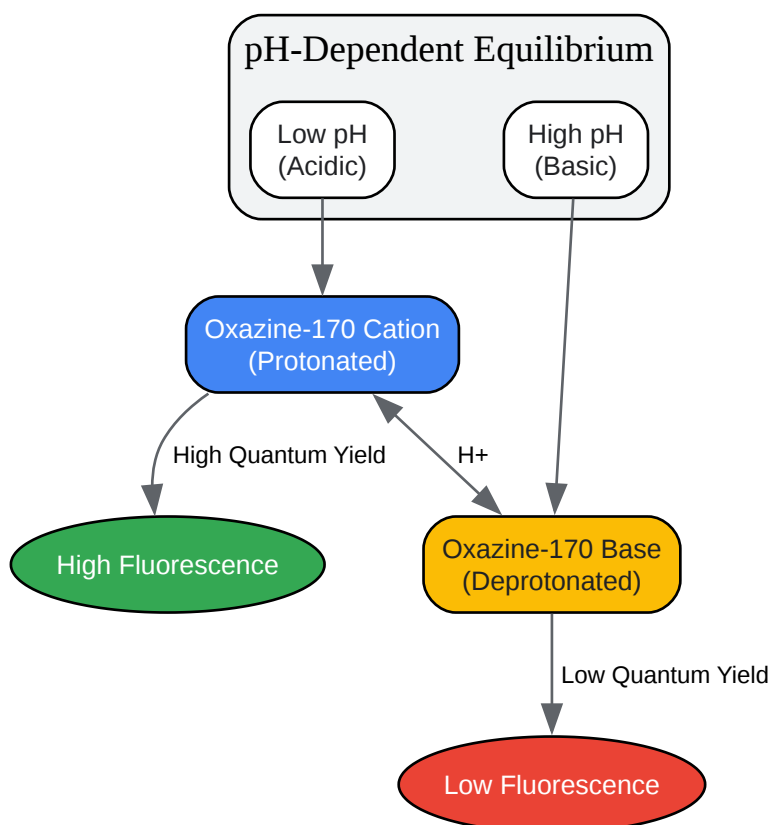 pH-Dependent Equilibrium
Low pH
(Acidic)
High pH
(Basic)
Oxazine-170 Cation
(Protonated)
High Quantum Yield
H+
High Fluorescence
Oxazine-170 Base
(Deprotonated)
Low Quantum Yield
Low Fluorescence